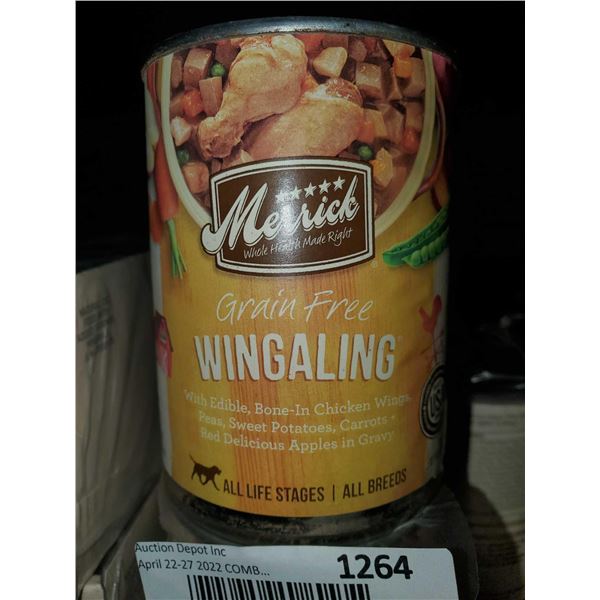 Merrick
Whole Health Made Right
Grain Free
WINGALING
With Edible, Bone-In Chicken Wings,
Peas, Sweet Potatoes, Carrots +
Red Delicious Apples in Gravy
ALL LIFE STAGES | ALL BREEDS
Auction Depot Inc
1264
April 22-27 2022 COMB...